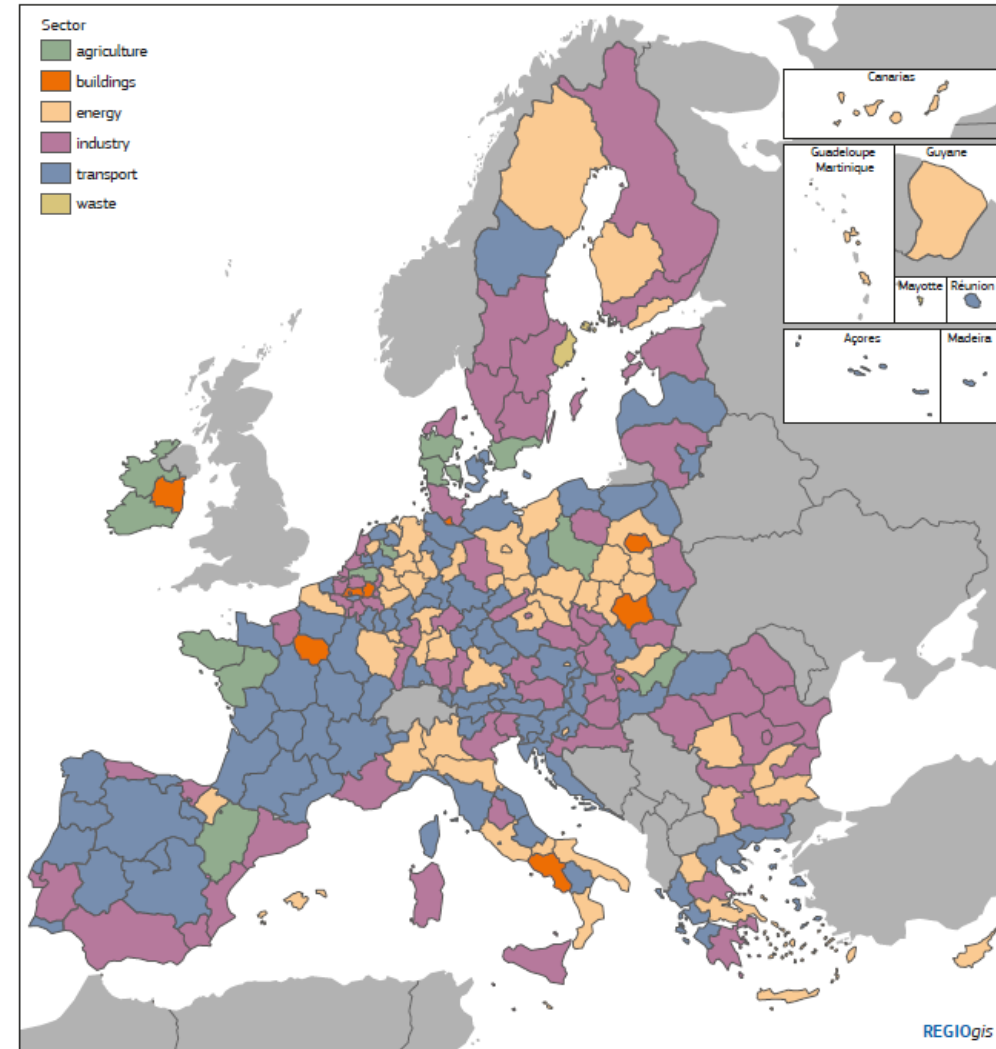 Sector
agriculture
buildings
energy
industry
transport
waste
Canarias
Guadeloupe
Martinique
Guyane
Mayotte
Réunion
Açores
Madeira
REGIOgis